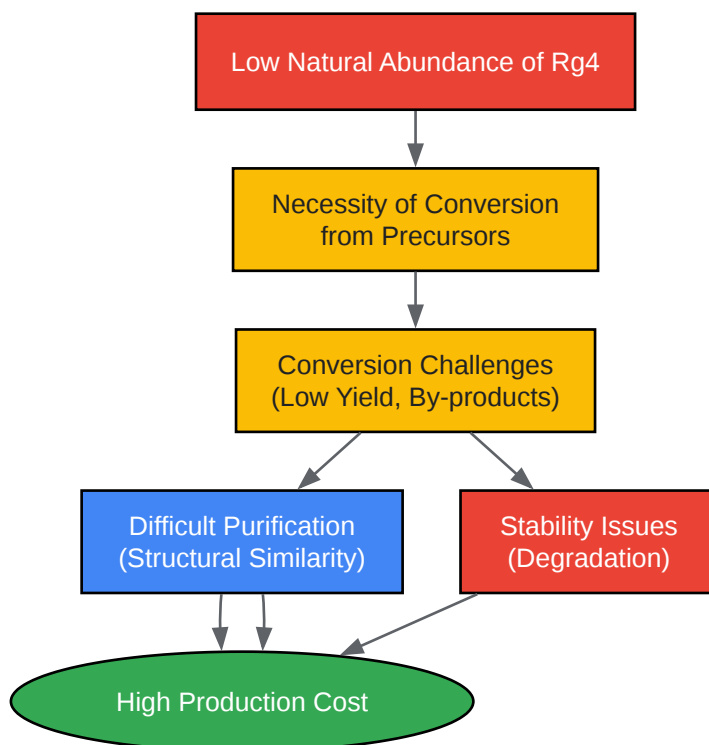 Low Natural Abundance of Rg4
Necessity of Conversion
from Precursors
Conversion Challenges
(Low Yield, By-products)
Difficult Purification
(Structural Similarity)
Stability Issues
(Degradation)
High Production Cost